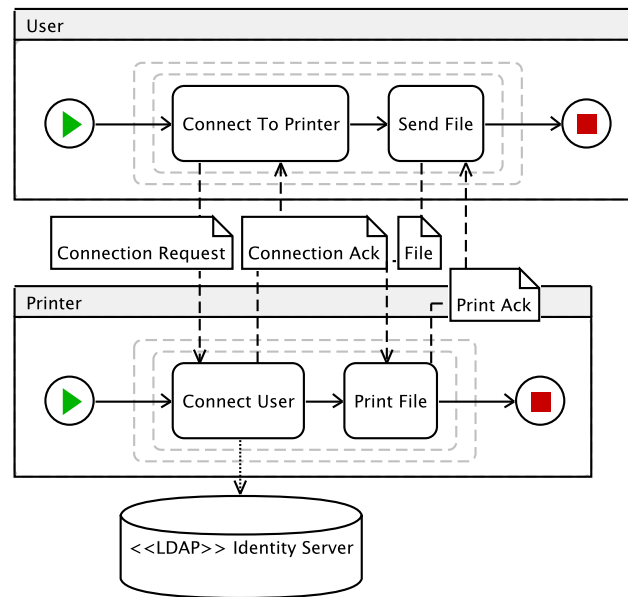 User
Connect To Printer
Send File
Connection Request
Connection Ack
File
Printer
Print Ack
Connect User
Print File
<<LDAP>> Identity Server